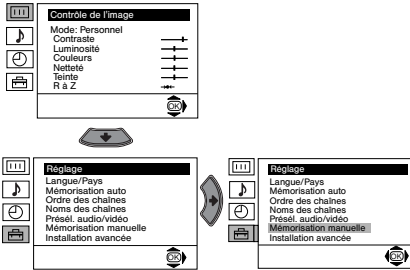 Contrôle de l'image
Mode: Personnel
Contraste
Luminosité
Couleurs
Netteté
Teinte
R à Z
OK
Réglage
Langue/Pays
Mémorisation auto
Ordre des chaînes
Noms des chaînes
Présél. audio/vidéo
Mémorisation manuelle
Installation avancée
OK
Réglage
Langue/Pays
Mémorisation auto
Ordre des chaînes
Noms des chaînes
Présél. audio/vidéo
Mémorisation manuelle
Installation avancée
OK